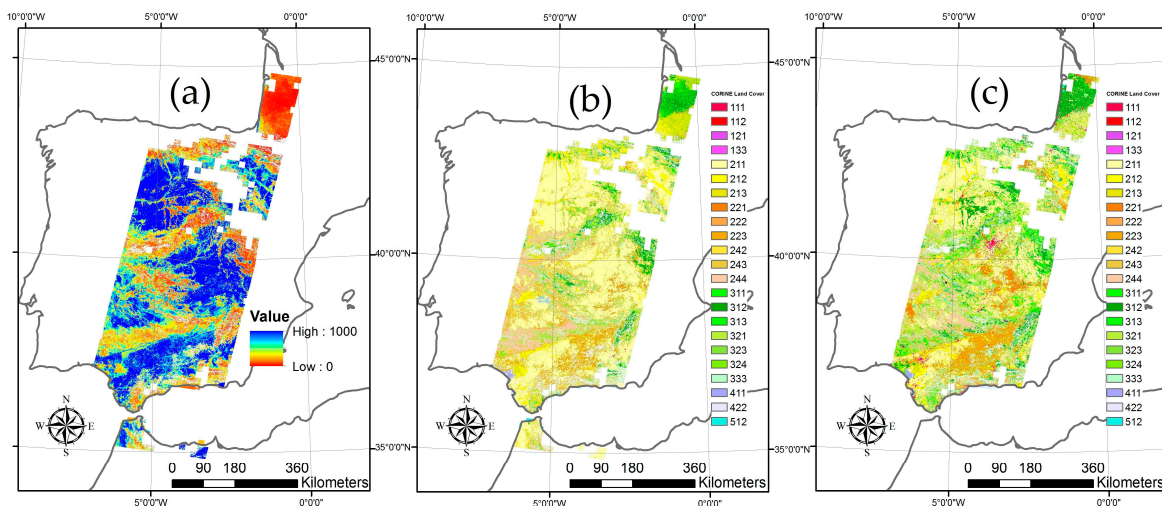 10°0'0"W 5°0'0"W 0°0'0"
45°0'0"N
40°0'0"N
35°0'0"N
(a)
Value
High : 1000
Low : 0
N
W E
S
0 90 180 360
Kilometers
5°0'0"W 0°0'0"
10°0'0"W 5°0'0"W 0°0'0"
45°0'0"N
40°0'0"N
35°0'0"N
(b)
CORINE Land Cover
111
112
121
133
211
212
213
221
222
223
242
243
244
311
312
313
321
323
324
333
411
422
512
N
W E
S
0 90 180 360
Kilometers
5°0'0"W 0°0'0"
10°0'0"W 5°0'0"W 0°0'0"
45°0'0"N
40°0'0"N
35°0'0"N
(c)
CORINE Land Cover
111
112
121
133
211
212
213
221
222
223
242
243
244
311
312
313
321
323
324
333
411
422
512
N
W E
S
0 90 180 360
Kilometers
5°0'0"W 0°0'0"